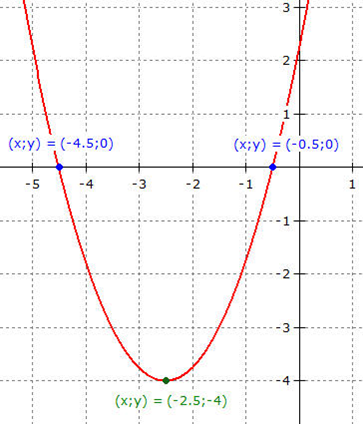 3
2
1
(x;y) = (-4.5;0)
(x;y) = (-0.5;0)
-5 -4 -3 -2 -1 1
-1
-2
-3
-4
(x;y) = (-2.5;-4)